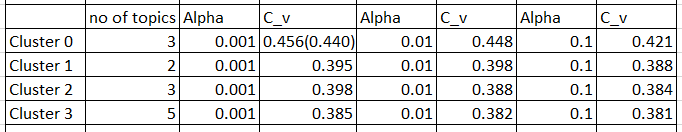 no of topics Alpha C_v Alpha C_v Alpha C_v
Cluster 0 3 0.001 0.456(0.440) 0.01 0.448 0.1 0.421
Cluster 1 2 0.001 0.395 0.01 0.398 0.1 0.388
Cluster 2 3 0.001 0.398 0.01 0.388 0.1 0.384
Cluster 3 5 0.001 0.385 0.01 0.382 0.1 0.381